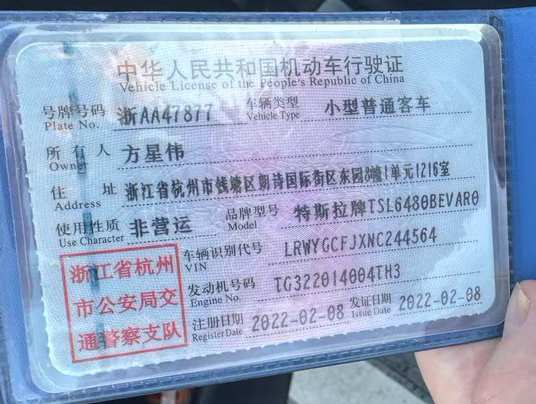 中华人民共和国机动车行驶证
Vehicle License of the People's Republic of China
号牌号码 浙AA47877 车辆类型 小型普通客车
Plate No. Vehicle Type
所有人 方星伟
Owner
住址 浙江省杭州市钱塘区朗诗国际街区东园8幢1单元1216室
Address
使用性质 非营运 品牌型号 特斯拉牌TSL6480BEVAR0
Use Character Model
浙江省杭州
市公安局交
通警察支队
车辆识别代号 LRWYGCFJXNC244564
VIN
发动机号码 TG322014004TH3
Engine No.
注册日期 2022-02-08 发证日期 2022-02-08
Register Date Issue Date